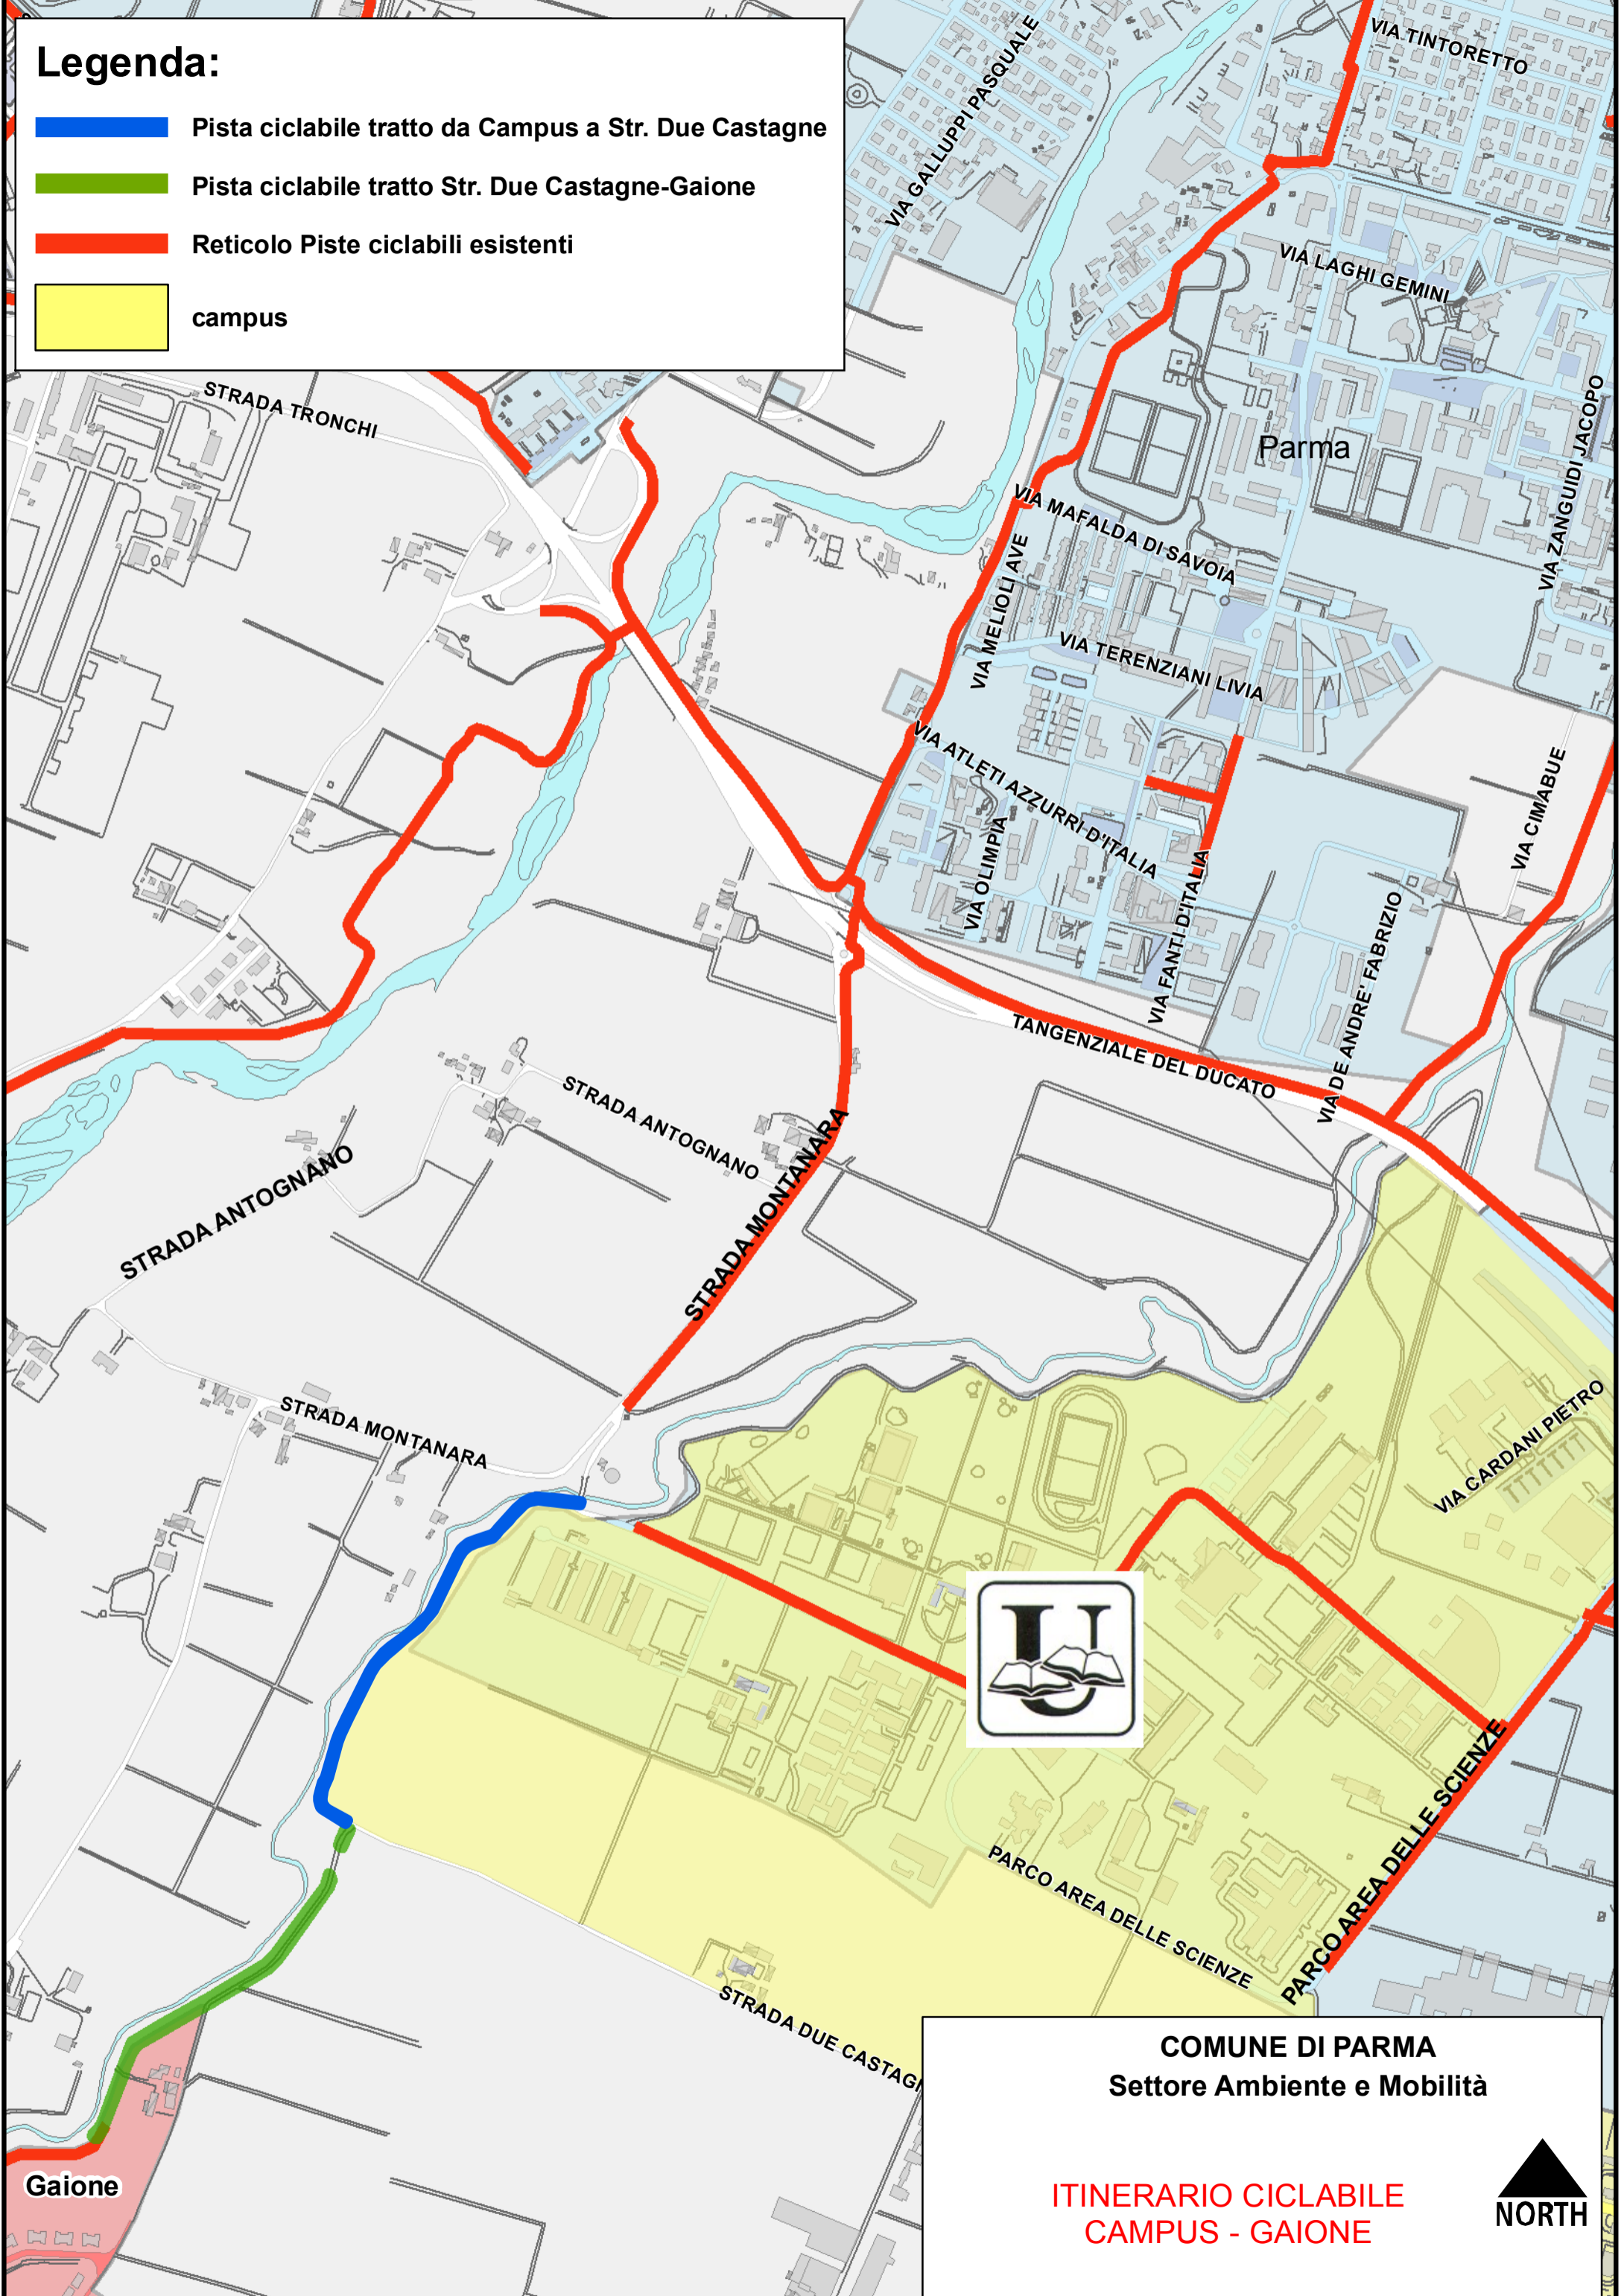 Legenda:
Pista ciclabile tratto da Campus a Str. Due Castagne
Pista ciclabile tratto Str. Due Castagne-Gaione
Reticolo Piste ciclabili esistenti
campus
VIA TINTORETTO
VIA GALLUPPI PASQUALE
VIA LAGHI GEMINI
STRADA TRONCHI
Parma
VIA ZANGUIDI JACOPO
VIA MAFALDA DI SAVOIA
VIA MELIOLI AVE
VIA TERENZIANI LIVIA
VIA ATLETI AZZURRI D'ITALIA
VIA CIMABUE
VIA OLIMPIA
VIA FANTI D'ITALIA
VIA DE ANDRE' FABRIZIO
TANGENZIALE DEL DUCATO
STRADA ANTOGNANO
STRADA ANTOGNANO
STRADA MONTANARA
STRADA MONTANARA
VIA CARDANI PIETRO
U
PARCO AREA DELLE SCIENZE
PARCO AREA DELLE SCIENZE
STRADA DUE CASTAG
Gaione
COMUNE DI PARMA
Settore Ambiente e Mobilità
ITINERARIO CICLABILE
CAMPUS - GAIONE
NORTH